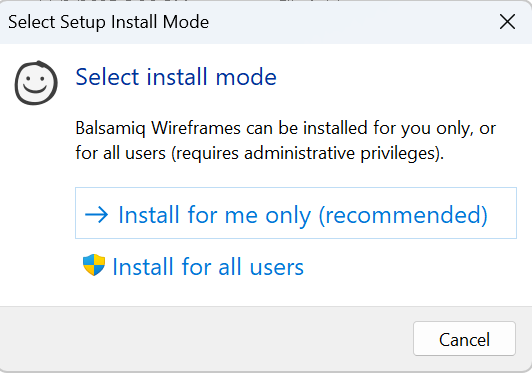 Select Setup Install Mode
Select install mode
Balsamiq Wireframes can be installed for you only, or
for all users (requires administrative privileges).
Install for me only (recommended)
Install for all users
Cancel